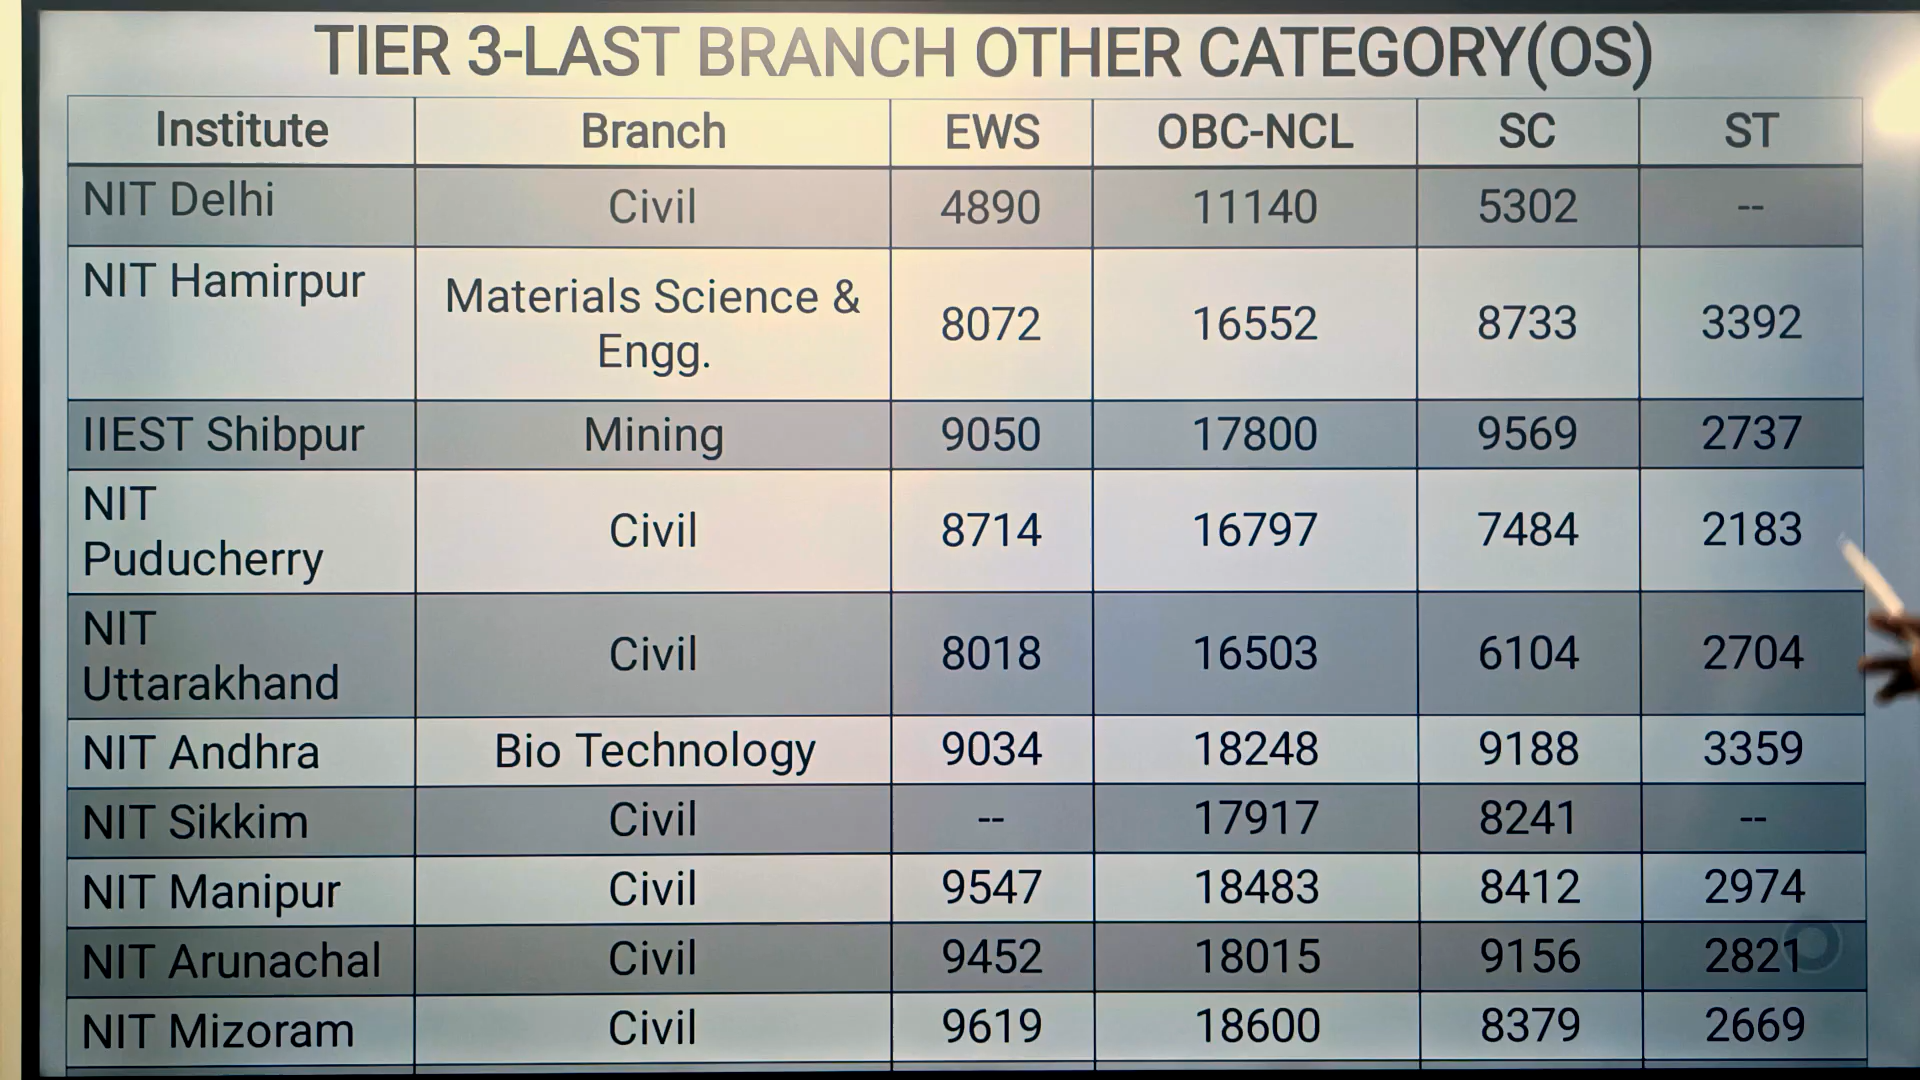 TIER 3-LAST BRANCH OTHER CATEGORY(OS)
Institute Branch EWS OBC-NCL SC ST
NIT Delhi Civil 4890 11140 5302 --
NIT Hamirpur Materials Science & Engg. 8072 16552 8733 3392
IIEST Shibpur Mining 9050 17800 9569 2737
NIT Puducherry Civil 8714 16797 7484 2183
NIT Uttarakhand Civil 8018 16503 6104 2704
NIT Andhra Bio Technology 9034 18248 9188 3359
NIT Sikkim Civil -- 17917 8241 --
NIT Manipur Civil 9547 18483 8412 2974
NIT Arunachal Civil 9452 18015 9156 2821
NIT Mizoram Civil 9619 18600 8379 2669